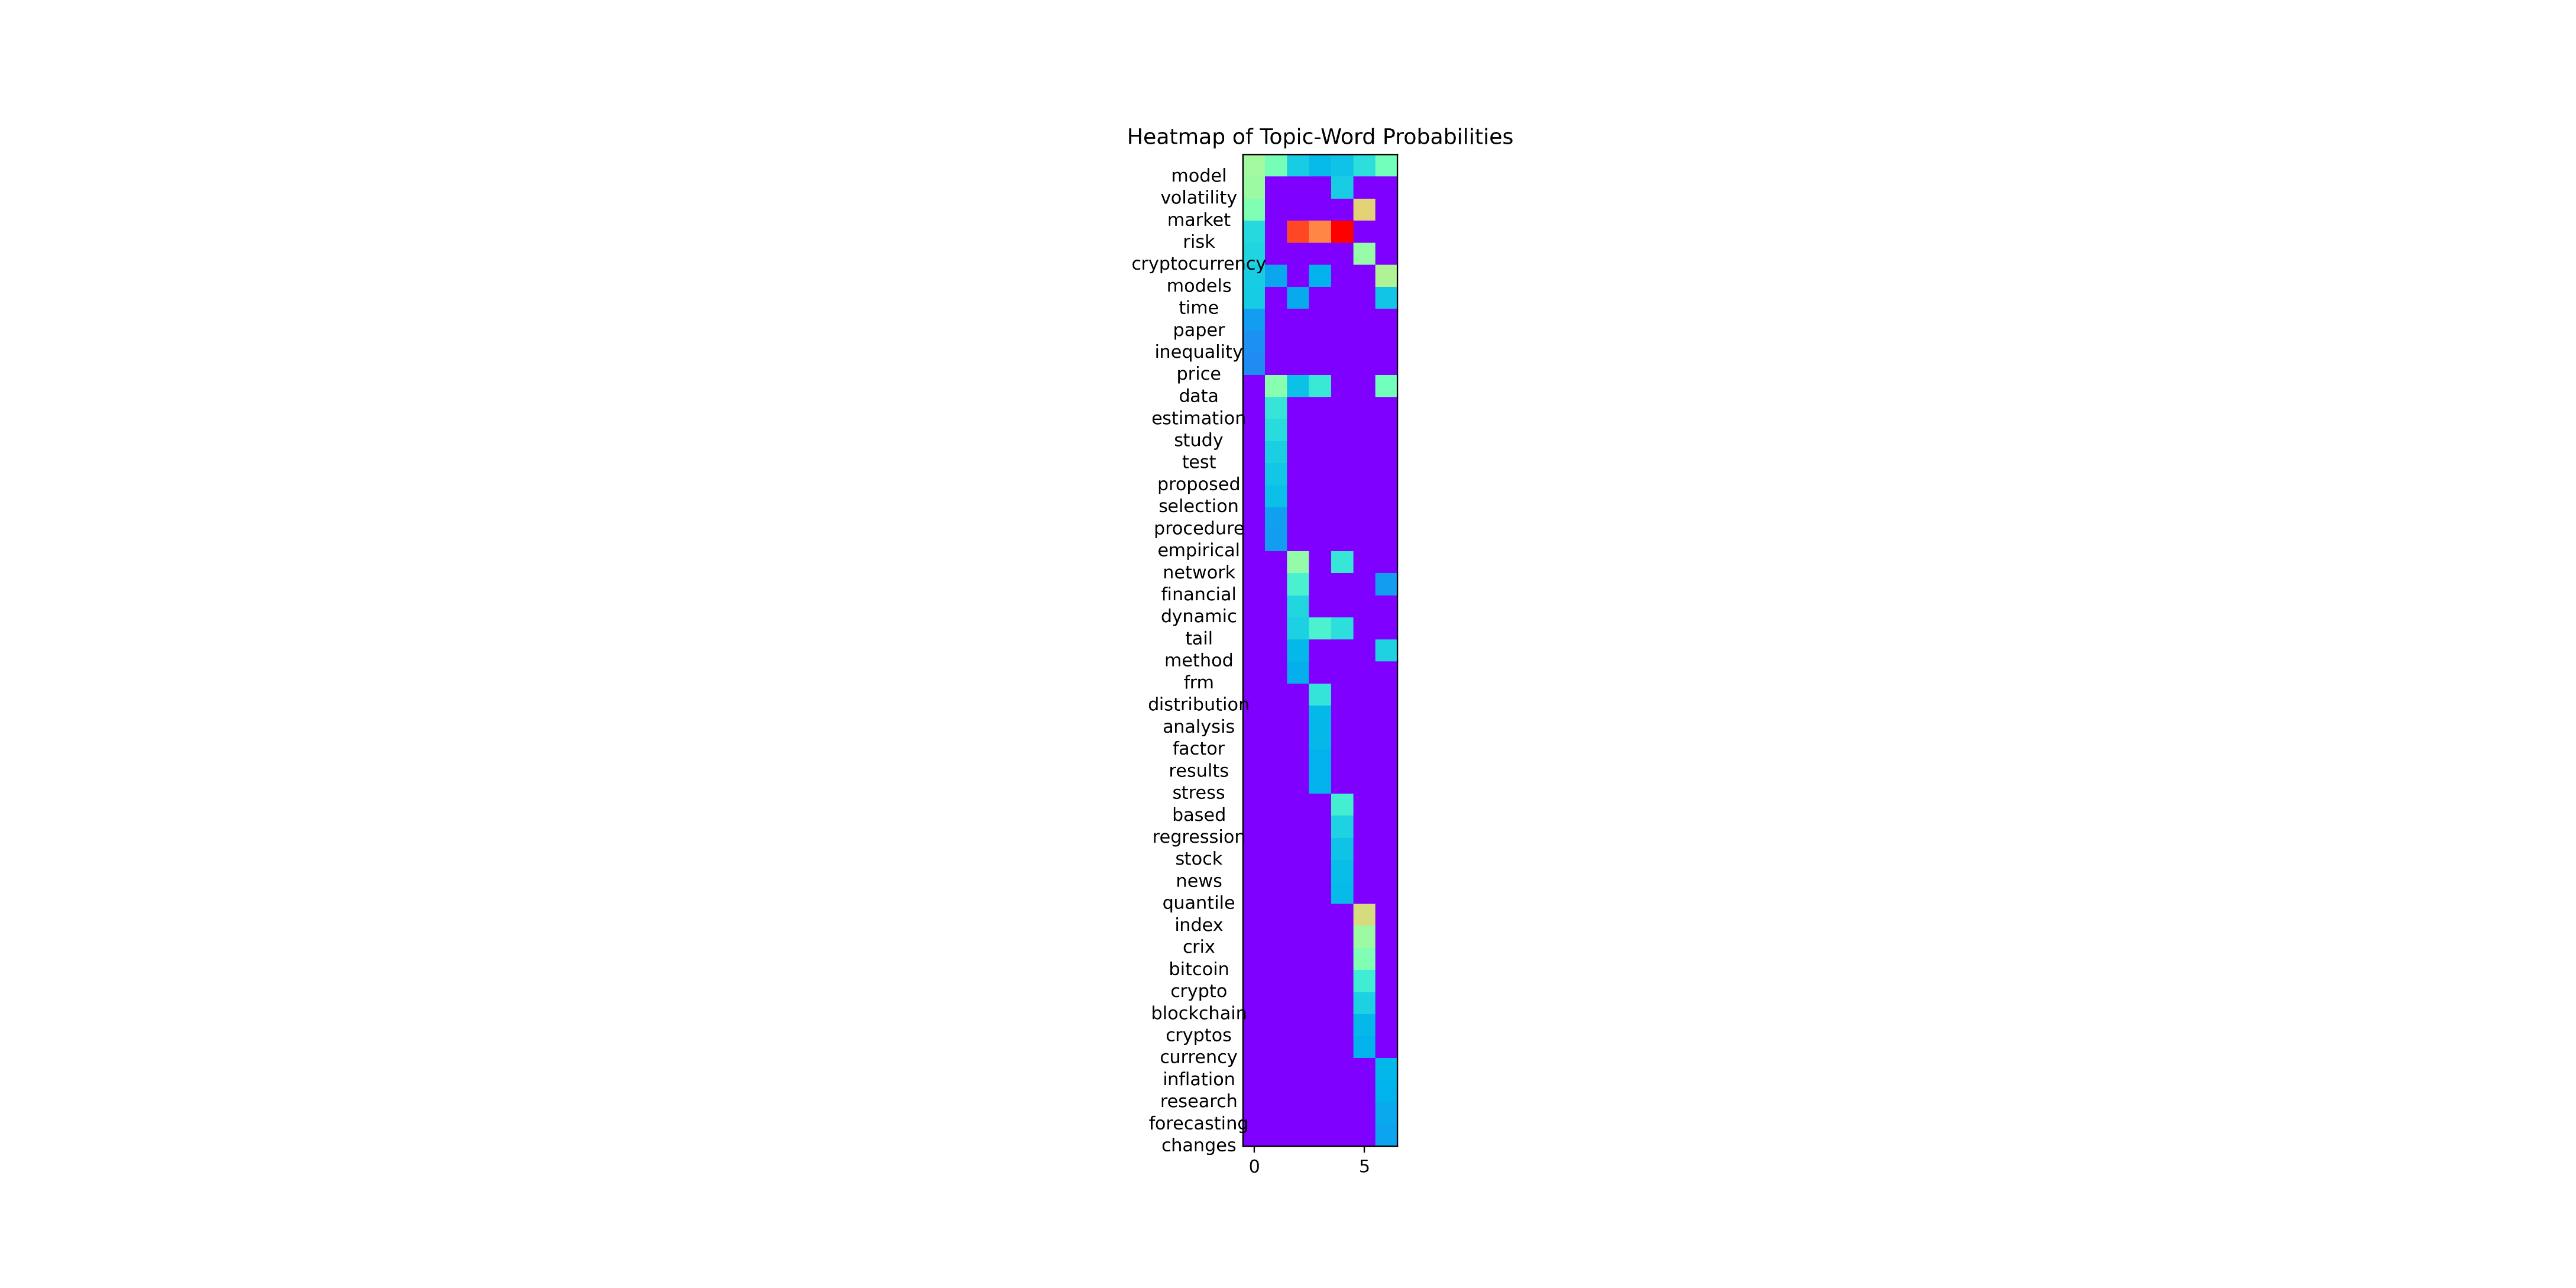 Heatmap of Topic-Word Probabilities
model
volatility
market
risk
cryptocurrency
models
time
paper
inequality
price
data
estimation
study
test
proposed
selection
procedure
empirical
network
financial
dynamic
tail
method
frm
distribution
analysis
factor
results
stress
based
regression
stock
news
quantile
index
crix
bitcoin
crypto
blockchain
cryptos
currency
inflation
research
forecasting
changes
0 5